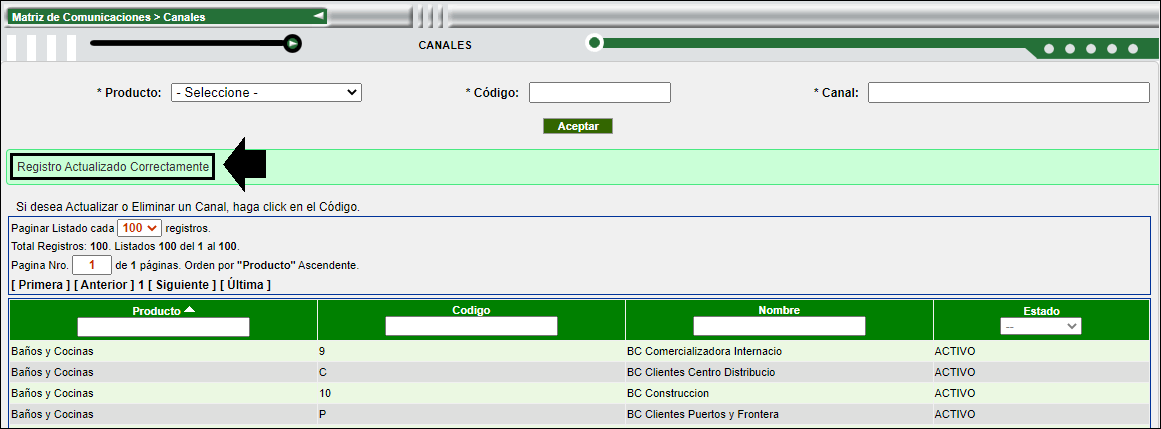 Matriz de Comunicaciones > Canales
CANALES
* Producto: - Seleccione - * Código: * Canal:
Aceptar
Registro Actualizado Correctamente
Si desea Actualizar o Eliminar un Canal, haga click en el Código.
Paginar Listado cada 100 registros.
Total Registros: 100. Listados 100 del 1 al 100.
Pagina Nro. 1 de 1 páginas. Orden por "Producto" Ascendente.
[ Primera ] [ Anterior ] 1 [ Siguiente ] [ Última ]
Producto Codigo Nombre Estado
--
Baños y Cocinas 9 BC Comercializadora Internacio ACTIVO
Baños y Cocinas C BC Clientes Centro Distribucio ACTIVO
Baños y Cocinas 10 BC Construccion ACTIVO
Baños y Cocinas P BC Clientes Puertos y Frontera ACTIVO